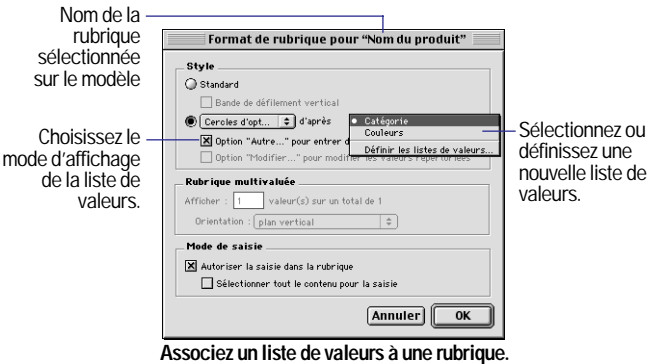 Nom de la
rubrique
sélectionnée
sur le modèle
Format de rubrique pour “Nom du produit”
Style
Standard
Bande de défilement vertical
Cercles d'opt... d'après
• Catégorie
Couleurs
Définir les listes de valeurs...
Option "Autre..." pour entrer d
Option "Modifier..." pour modifier les valeurs répertoriées
Choisissez le
mode d’affichage
de la liste de
valeurs.
Sélectionnez ou
définissez une
nouvelle liste de
valeurs.
Rubrique multivaluée
Afficher : 1 valeur(s) sur un total de 1
Orientation : plan vertical
Mode de saisie
Autoriser la saisie dans la rubrique
Sélectionner tout le contenu pour la saisie
Annuler OK
Associez un liste de valeurs à une rubrique.